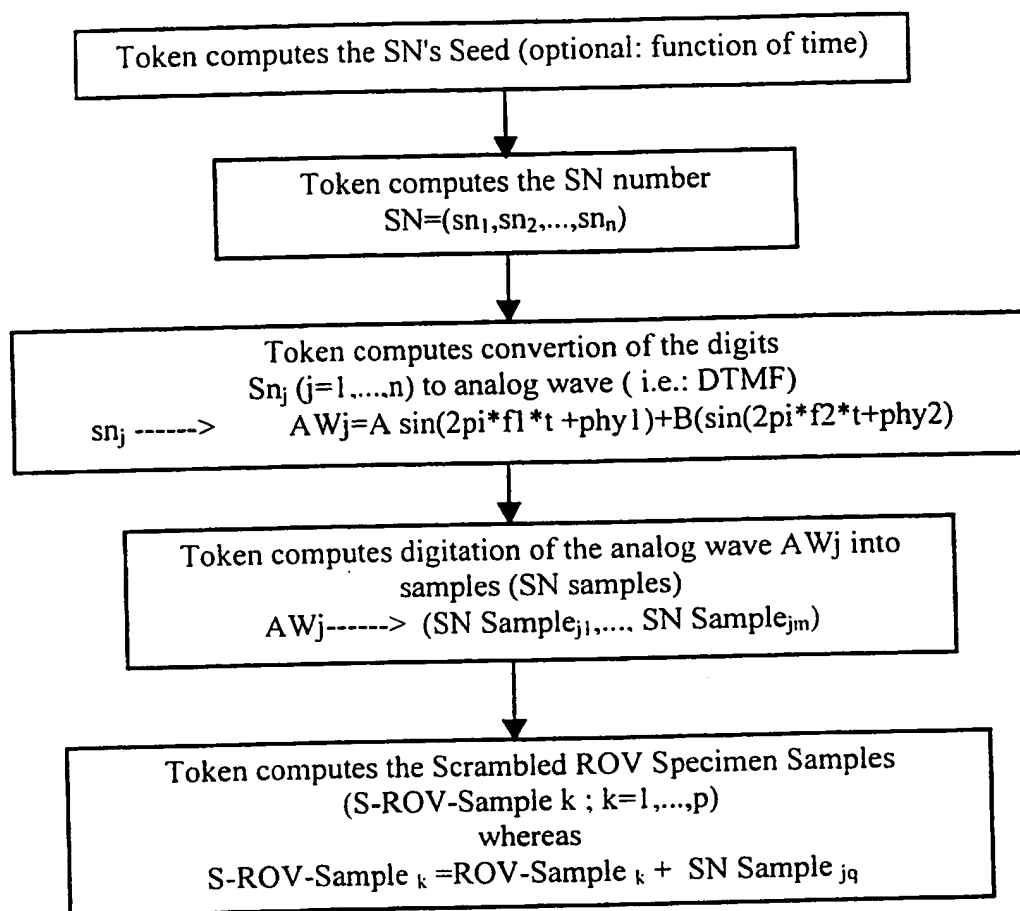 Token computes the SN's Seed (optional: function of time)
Token computes the SN number
SN=(sn1,sn2,...,snn)
Token computes convertion of the digits
Snj (j=1,...,n) to analog wave ( i.e.: DTMF)
snj ------> AWj=A sin(2pi*f1*t +phy1)+B(sin(2pi*f2*t+phy2)
Token computes digitation of the analog wave AWj into
samples (SN samples)
AWj------> (SN Samplej1,..., SN Samplejm)
Token computes the Scrambled ROV Specimen Samples
(S-ROV-Sample k ; k=1,...,p)
whereas
S-ROV-Sample k =ROV-Sample k + SN Sample jq